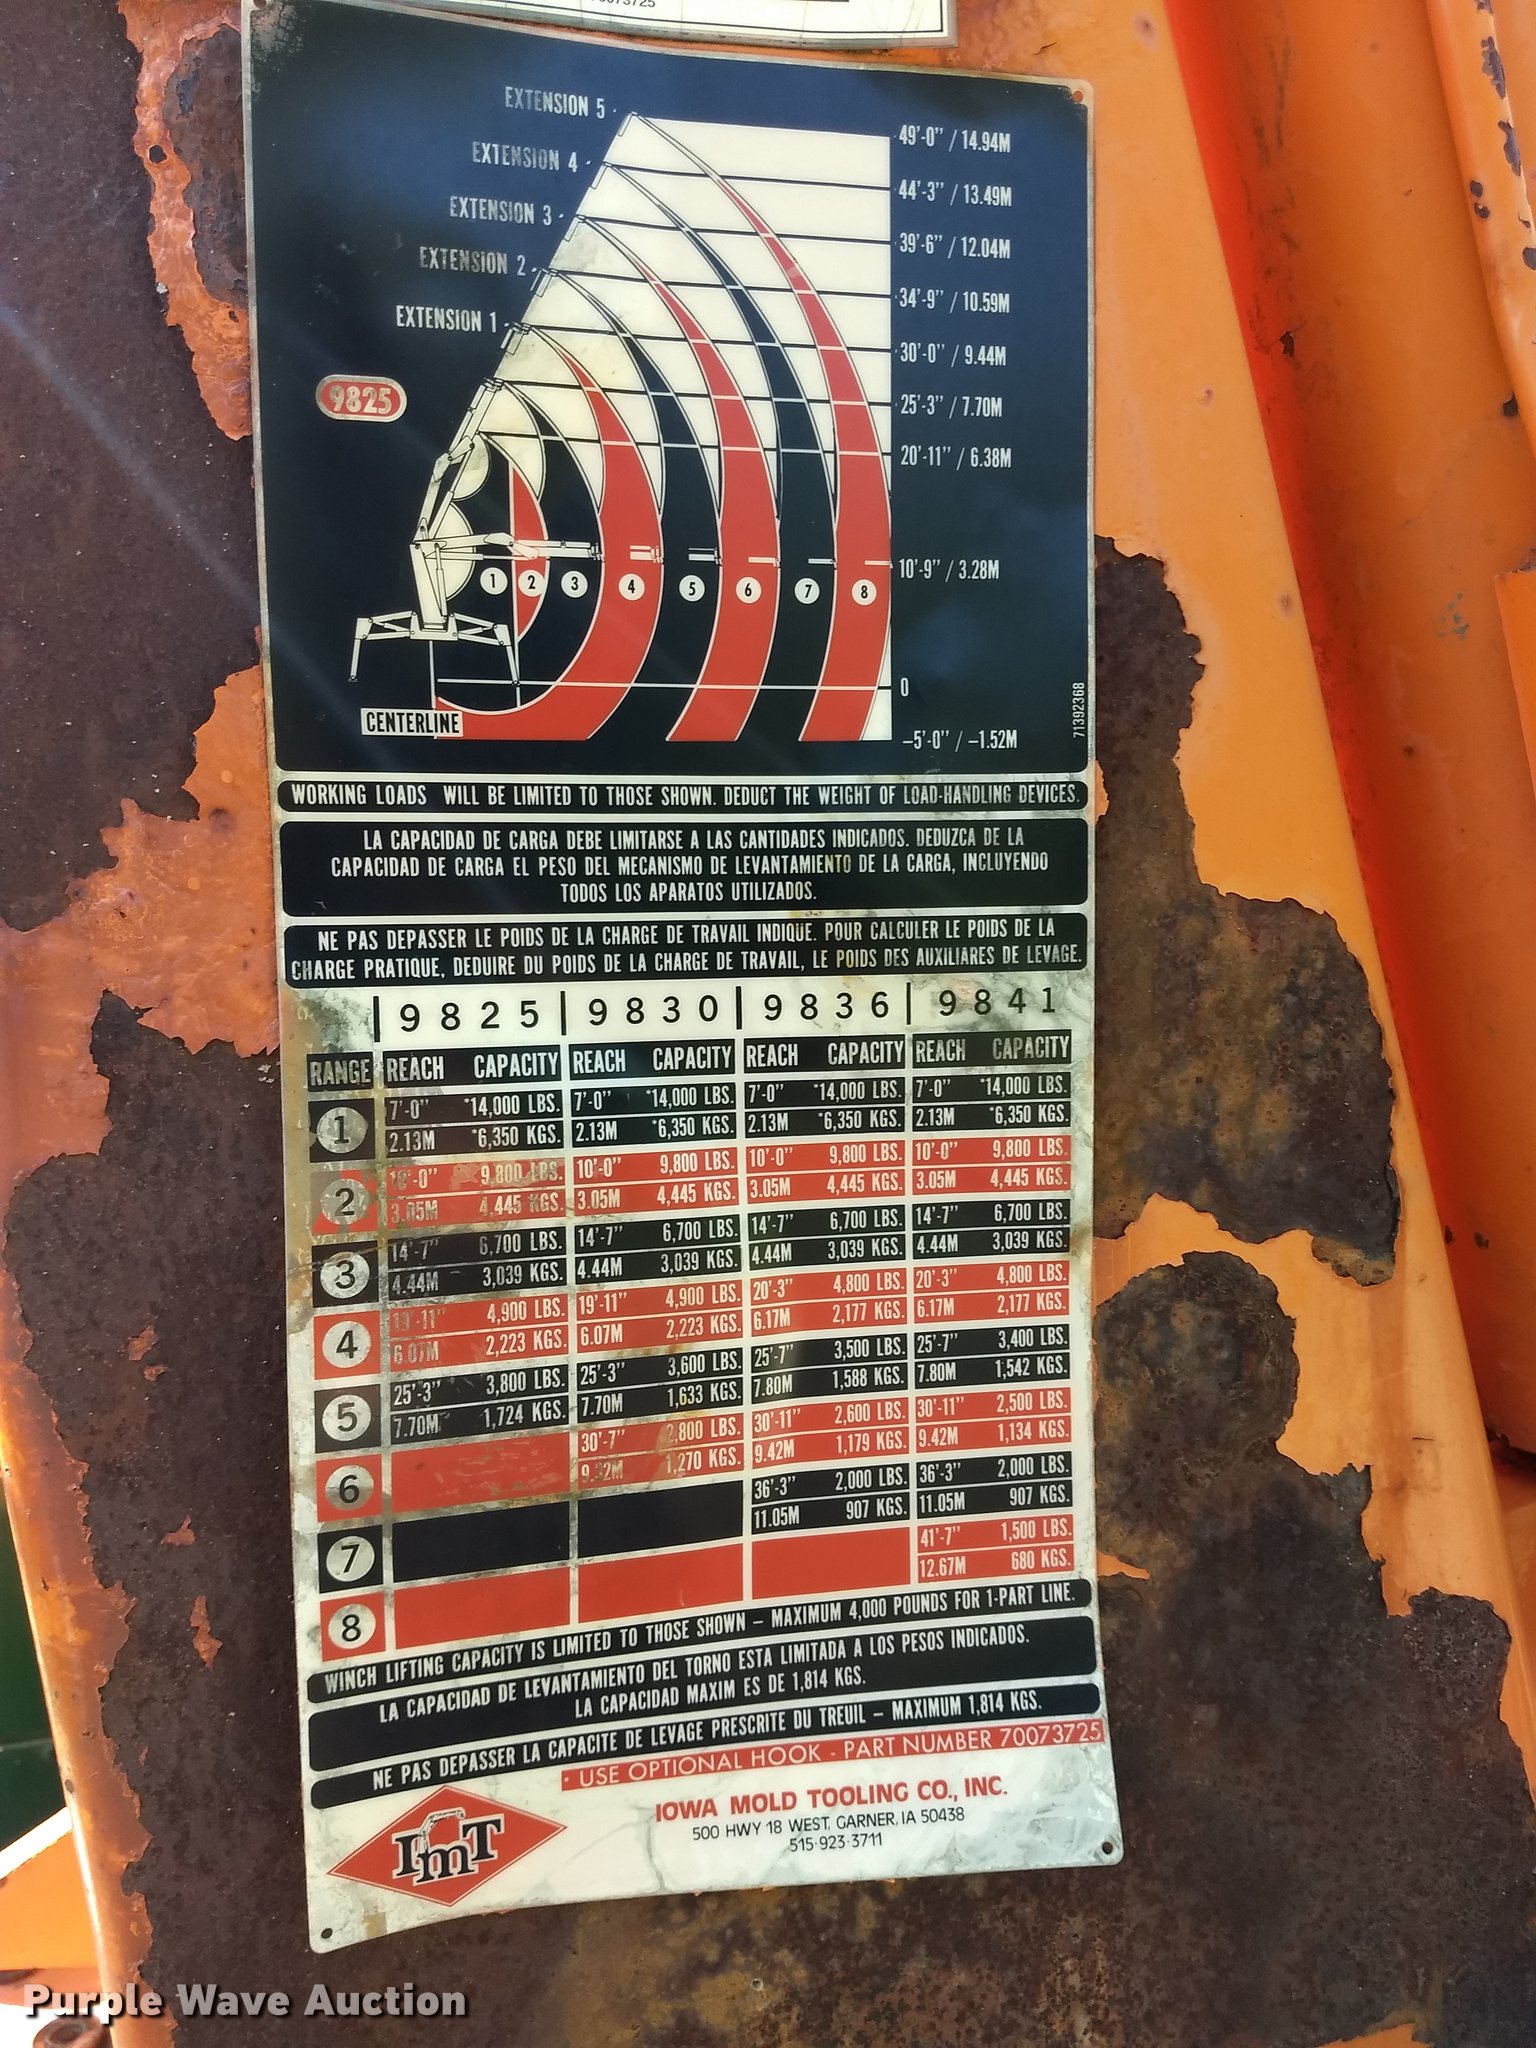 70073725
EXTENSION 5
49'-0" / 14.94M
EXTENSION 4
44'-3" / 13.49M
EXTENSION 3
39'-6" / 12.04M
EXTENSION 2
34'-9" / 10.59M
EXTENSION 1
30'-0" / 9.44M
9825
25'-3" / 7.70M
20'-11" / 6.38M
10'-9" / 3.28M
1 2 3 4 5 6 7 8
0
CENTERLINE
-5'-0" / -1.52M
71392368
WORKING LOADS WILL BE LIMITED TO THOSE SHOWN. DEDUCT THE WEIGHT OF LOAD-HANDLING DEVICES.
LA CAPACIDAD DE CARGA DEBE LIMITARSE A LAS CANTIDADES INDICADOS. DEDUZCA DE LA
CAPACIDAD DE CARGA EL PESO DEL MECANISMO DE LEVANTAMIENTO DE LA CARGA, INCLUYENDO
TODOS LOS APARATOS UTILIZADOS.
NE PAS DEPASSER LE POIDS DE LA CHARGE DE TRAVAIL INDIQUE. POUR CALCULER LE POIDS DE LA
CHARGE PRATIQUE, DEDUIRE DU POIDS DE LA CHARGE DE TRAVAIL, LE POIDS DES AUXILIARES DE LEVAGE.
9825 | 9830 | 9836 | 9841
RANGE REACH CAPACITY REACH CAPACITY REACH CAPACITY REACH CAPACITY
1 7'-0" *14,000 LBS. 7'-0" *14,000 LBS. 7'-0" *14,000 LBS. 7'-0" *14,000 LBS.
2.13M *6,350 KGS. 2.13M *6,350 KGS. 2.13M *6,350 KGS. 2.13M *6,350 KGS.
2 10'-0" 9,800 LBS. 10'-0" 9,800 LBS. 10'-0" 9,800 LBS. 10'-0" 9,800 LBS.
3.05M 4,445 KGS. 3.05M 4,445 KGS. 3.05M 4,445 KGS. 3.05M 4,445 KGS.
3 14'-7" 6,700 LBS. 14'-7" 6,700 LBS. 14'-7" 6,700 LBS. 14'-7" 6,700 LBS.
4.44M 3,039 KGS. 4.44M 3,039 KGS. 4.44M 3,039 KGS. 4.44M 3,039 KGS.
4 19'-11" 4,900 LBS. 19'-11" 4,900 LBS. 20'-3" 4,800 LBS. 20'-3" 4,800 LBS.
6.07M 2,223 KGS. 6.07M 2,223 KGS. 6.17M 2,177 KGS. 6.17M 2,177 KGS.
5 25'-3" 3,800 LBS. 25'-3" 3,600 LBS. 25'-7" 3,500 LBS. 25'-7" 3,400 LBS.
7.70M 1,724 KGS. 7.70M 1,633 KGS. 7.80M 1,588 KGS. 7.80M 1,542 KGS.
6 30'-7" 2,800 LBS. 30'-11" 2,600 LBS. 30'-11" 2,500 LBS.
9.32M 1,270 KGS. 9.42M 1,179 KGS. 9.42M 1,134 KGS.
7 36'-3" 2,000 LBS. 36'-3" 2,000 LBS.
11.05M 907 KGS. 11.05M 907 KGS.
8 41'-7" 1,500 LBS.
12.67M 680 KGS.
WINCH LIFTING CAPACITY IS LIMITED TO THOSE SHOWN - MAXIMUM 4,000 POUNDS FOR 1-PART LINE.
LA CAPACIDAD DE LEVANTAMIENTO DEL TORNO ESTA LIMITADA A LOS PESOS INDICADOS.
LA CAPACIDAD MAXIM ES DE 1,814 KGS.
NE PAS DEPASSER LA CAPACITE DE LEVAGE PRESCRITE DU TREUIL - MAXIMUM 1,814 KGS.
* USE OPTIONAL HOOK - PART NUMBER 70073725
ImT
IOWA MOLD TOOLING CO., INC.
500 HWY 18 WEST, GARNER, IA 50438
515-923-3711
Purple Wave Auction